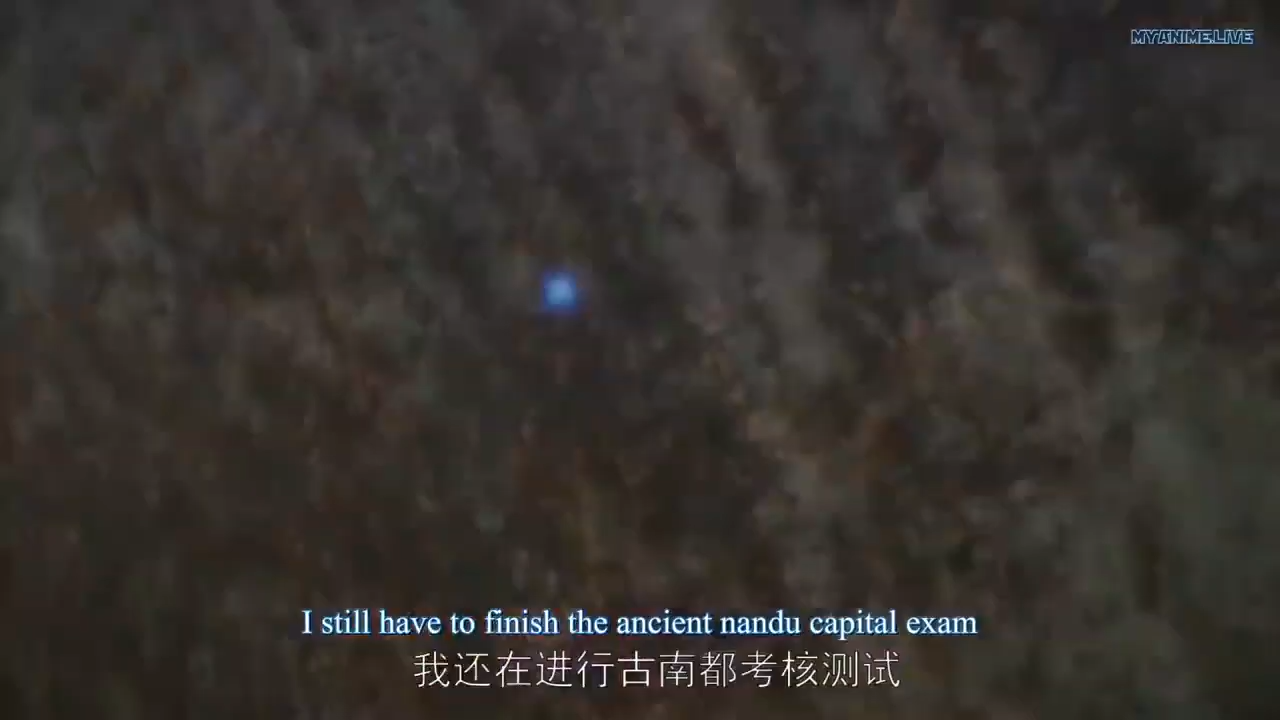 MYANIME.LIVE
I still have to finish the ancient nandu capital exam
我还在进行古南都考核测试